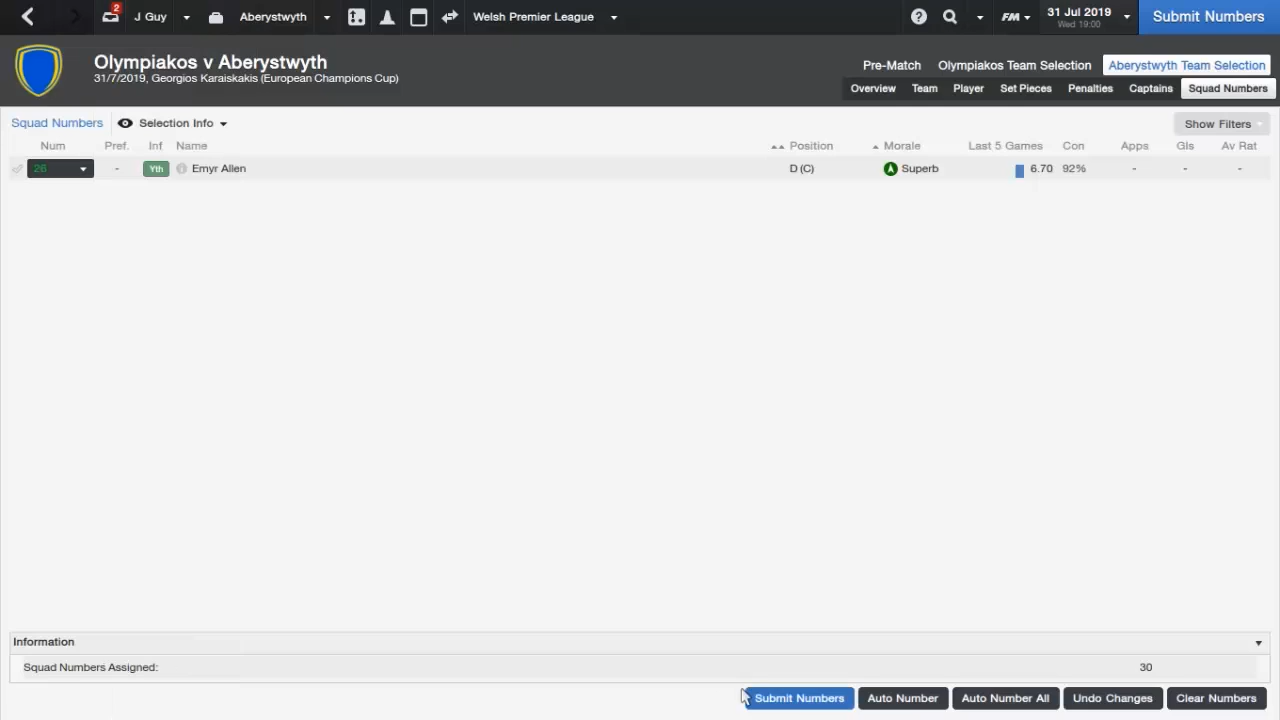 2
J Guy
Aberystwyth
Welsh Premier League
FM
31 Jul 2019
Wed 19:00
Submit Numbers
Olympiakos v Aberystwyth
31/7/2019, Georgios Karaiskakis (European Champions Cup)
Pre-Match Olympiakos Team Selection Aberystwyth Team Selection
Overview Team Player Set Pieces Penalties Captains Squad Numbers
Squad Numbers Selection Info Show Filters
Num Pref. Inf Name Position Morale Last 5 Games Con Apps Gls Av Rat
26 - Yth Emyr Allen D (C) Superb 6.70 92% - - -
Information
Squad Numbers Assigned: 30
Submit Numbers Auto Number Auto Number All Undo Changes Clear Numbers